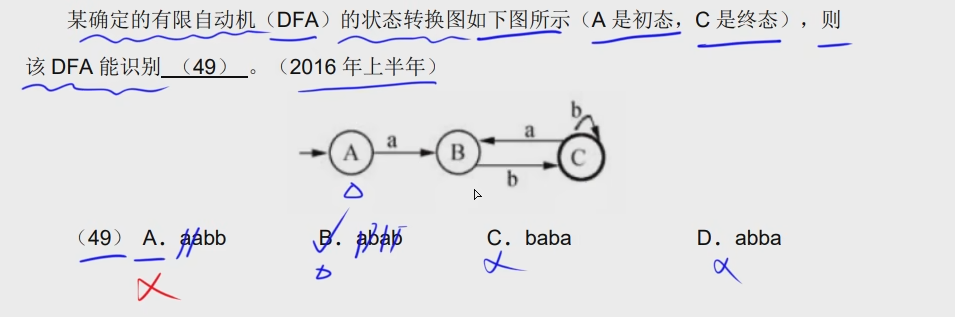 某确定的有限自动机（DFA）的状态转换图如下图所示（A 是初态，C 是终态），则
该 DFA 能识别 （49） 。（2016 年上半年）
b
a
a
A
B
C
b
（49） A．aabb B．abab C．baba D．abba